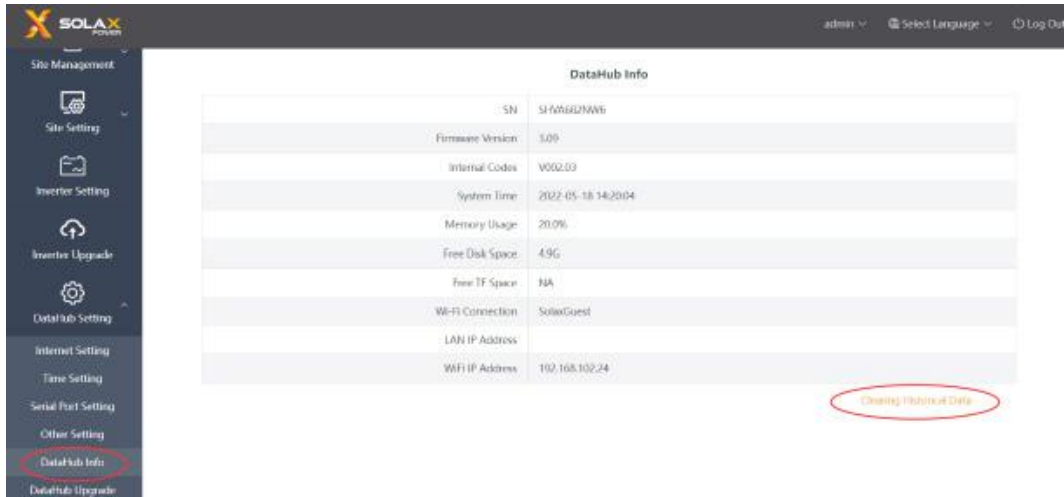 SOLAX
POWER
admin
Select Language
Log Out
Site Management
Site Setting
Inverter Setting
Inverter Upgrade
DataHub Setting
Internet Setting
Time Setting
Serial Port Setting
Other Setting
DataHub Info
DataHub Upgrade
DataHub Info
SN
Firmware Version 3.09
Internal Codes V002.03
System Time 2022-05-18 14:20:04
Memory Usage 20.0%
Free Disk Space 4.9G
Free TF Space NA
Wi-Fi Connection SolaxGuest
LAN IP Address
WiFi IP Address 192.168.102.24
Clearing Historical Data